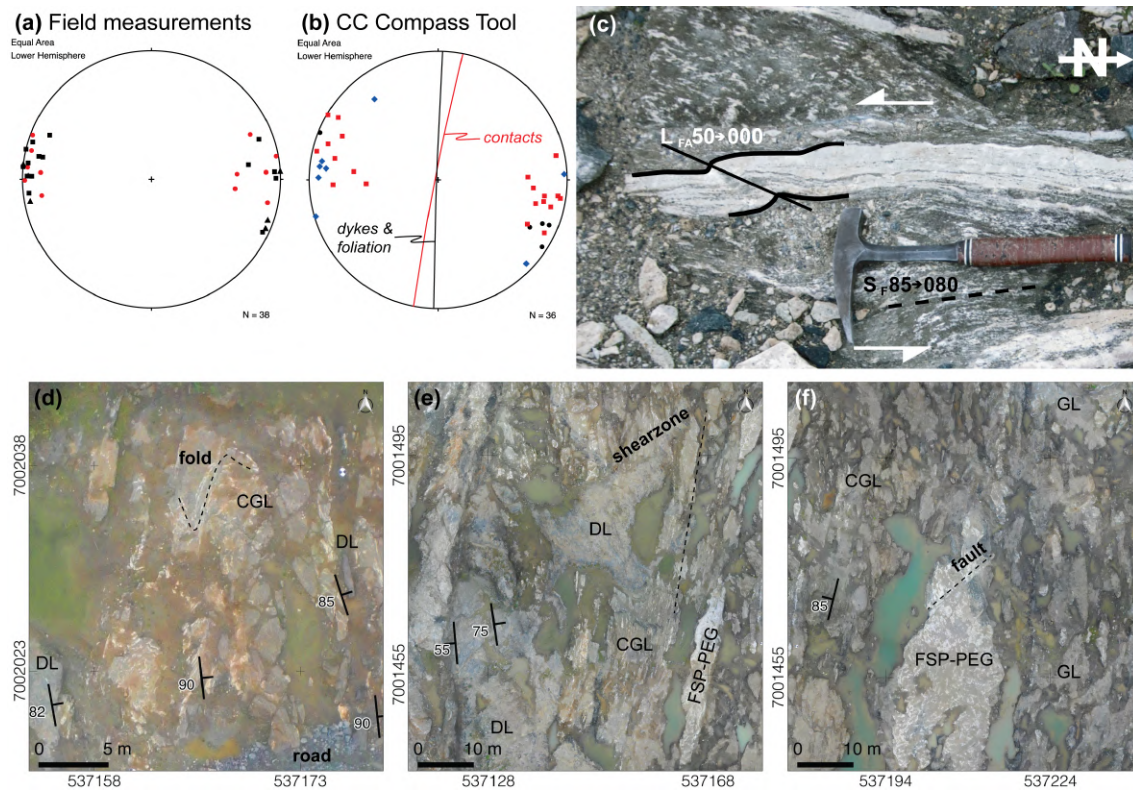 (a) Field measurements
Equal Area
Lower Hemisphere
N = 38
(b) CC Compass Tool
Equal Area
Lower Hemisphere
contacts
dykes &
foliation
N = 36
(c)
N
L FA 50→000
S F 85→080
(d)
N
7002038
7002023
fold
CGL
DL
85
DL
82
90
90
road
0 5 m
537158 537173
(e)
N
7001495
7001455
shearzone
DL
75
55
CGL
FSP-PEG
DL
0 10 m
537128 537168
(f)
N
GL
7001495
7001455
CGL
fault
85
FSP-PEG
GL
0 10 m
537194 537224